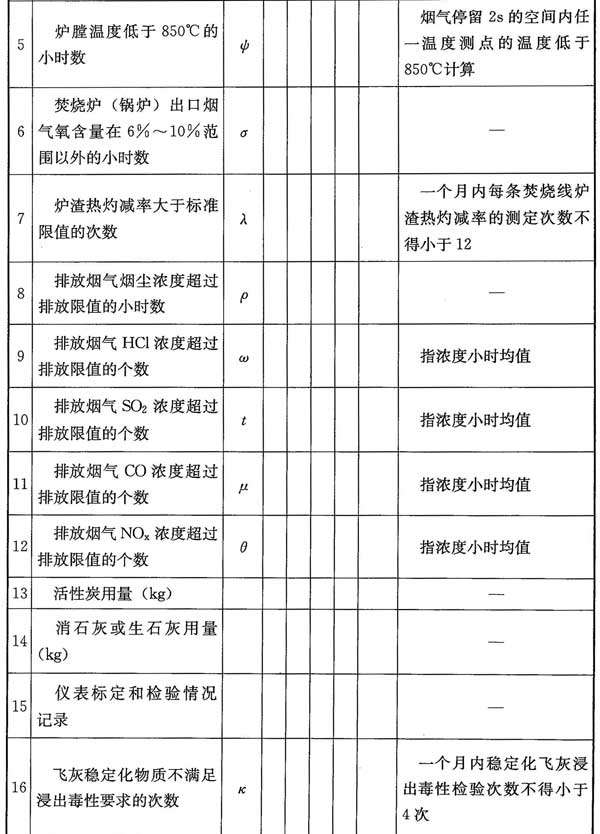 5
炉膛温度低于850℃的
小时数
ψ
烟气停留2s的空间内任
一温度测点的温度低于
850℃计算
6
焚烧炉（锅炉）出口烟
气氧含量在6%～10%范
围以外的小时数
σ
—
7
炉渣热灼减率大于标准
限值的次数
λ
一个月内每条焚烧线炉
渣热灼减率的测定次数不
得小于12
8
排放烟气烟尘浓度超过
排放限值的小时数
ρ
—
9
排放烟气HCl浓度超过
排放限值的个数
ω
指浓度小时均值
10
排放烟气SO₂浓度超过
排放限值的个数
t
指浓度小时均值
11
排放烟气CO浓度超过
排放限值的个数
μ
指浓度小时均值
12
排放烟气NOₓ浓度超过
排放限值的个数
θ
指浓度小时均值
13
活性炭用量（kg）
—
14
消石灰或生石灰用量
（kg）
—
15
仪表标定和检验情况
记录
—
16
飞灰稳定化物质不满足
浸出毒性要求的次数
κ
一个月内稳定化飞灰浸
出毒性检验次数不得小于
4次